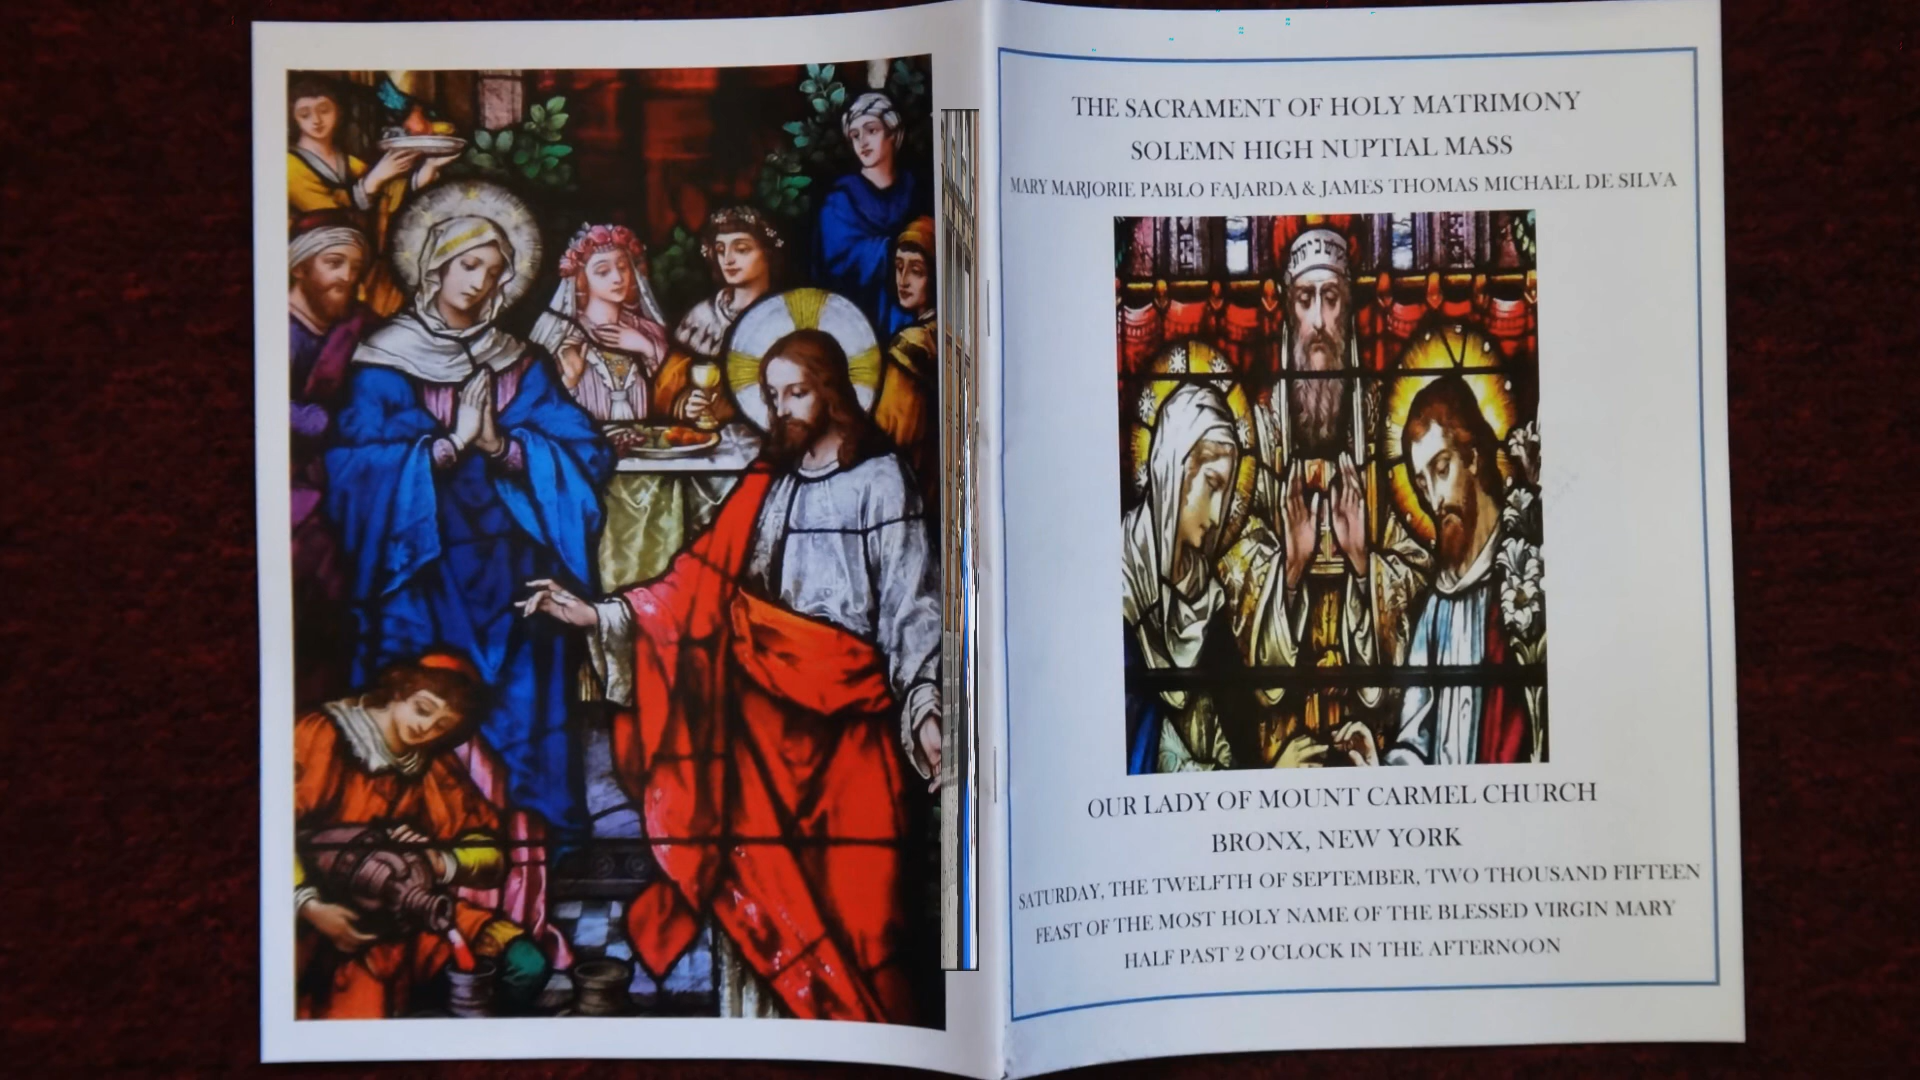 THE SACRAMENT OF HOLY MATRIMONY
SOLEMN HIGH NUPTIAL MASS
MARY MARJORIE PABLO FAJARDA & JAMES THOMAS MICHAEL DE SILVA
OUR LADY OF MOUNT CARMEL CHURCH
BRONX, NEW YORK
SATURDAY, THE TWELFTH OF SEPTEMBER, TWO THOUSAND FIFTEEN
FEAST OF THE MOST HOLY NAME OF THE BLESSED VIRGIN MARY
HALF PAST 2 O'CLOCK IN THE AFTERNOON